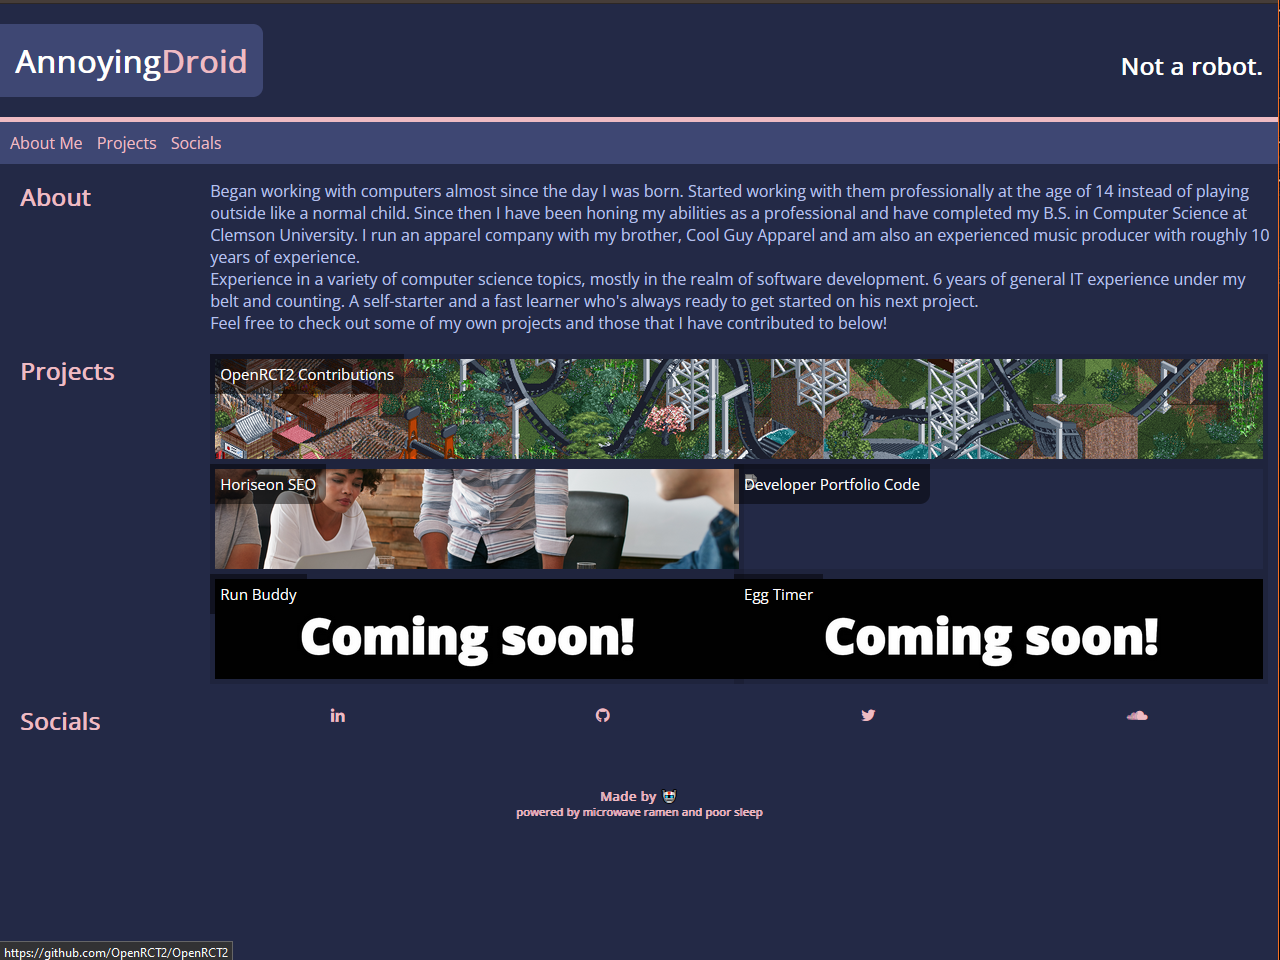 AnnoyingDroid
Not a robot.
About Me Projects Socials
About
Began working with computers almost since the day I was born. Started working with them professionally at the age of 14 instead of playing
outside like a normal child. Since then I have been honing my abilities as a professional and have completed my B.S. in Computer Science at
Clemson University. I run an apparel company with my brother, Cool Guy Apparel and am also an experienced music producer with roughly 10
years of experience.
Experience in a variety of computer science topics, mostly in the realm of software development. 6 years of general IT experience under my
belt and counting. A self-starter and a fast learner who's always ready to get started on his next project.
Feel free to check out some of my own projects and those that I have contributed to below!
Projects
OpenRCT2 Contributions
Horiseon SEO
Developer Portfolio Code
Run Buddy
Coming soon!
Egg Timer
Coming soon!
Socials
in
Made by
powered by microwave ramen and poor sleep
https://github.com/OpenRCT2/OpenRCT2